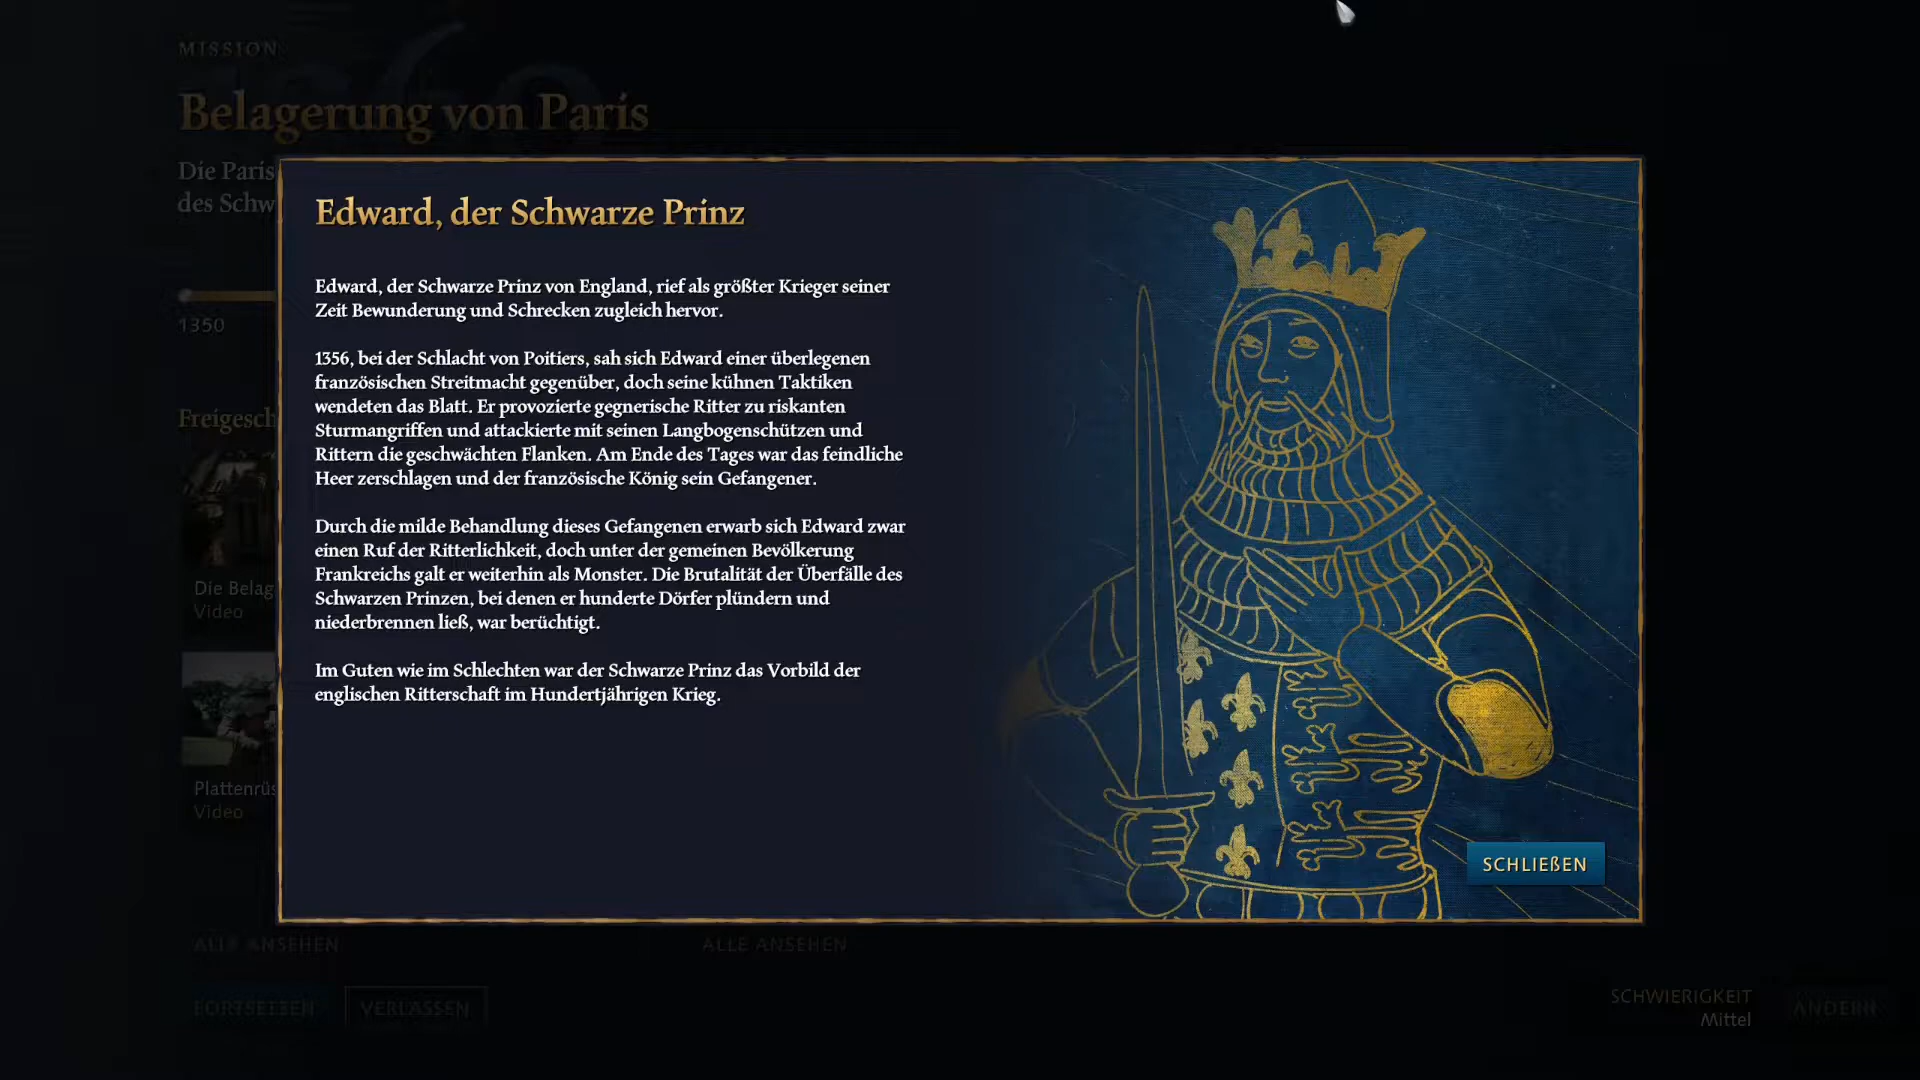 MISSION
Belagerung von Paris
Die Paris
des Schw
1350
Freigesch
Die Belag
Video
Plattenrüs
Video
Edward, der Schwarze Prinz
Edward, der Schwarze Prinz von England, rief als größter Krieger seiner
Zeit Bewunderung und Schrecken zugleich hervor.
1356, bei der Schlacht von Poitiers, sah sich Edward einer überlegenen
französischen Streitmacht gegenüber, doch seine kühnen Taktiken
wendeten das Blatt. Er provozierte gegnerische Ritter zu riskanten
Sturmangriffen und attackierte mit seinen Langbogenschützen und
Rittern die geschwächten Flanken. Am Ende des Tages war das feindliche
Heer zerschlagen und der französische König sein Gefangener.
Durch die milde Behandlung dieses Gefangenen erwarb sich Edward zwar
einen Ruf der Ritterlichkeit, doch unter der gemeinen Bevölkerung
Frankreichs galt er weiterhin als Monster. Die Brutalität der Überfälle des
Schwarzen Prinzen, bei denen er hunderte Dörfer plündern und
niederbrennen ließ, war berüchtigt.
Im Guten wie im Schlechten war der Schwarze Prinz das Vorbild der
englischen Ritterschaft im Hundertjährigen Krieg.
SCHLIEẞEN
ALLE ANSEHEN
ALLE ANSEHEN
FORTSETZEN
VERLASSEN
SCHWIERIGKEIT
Mittel
ÄNDERN